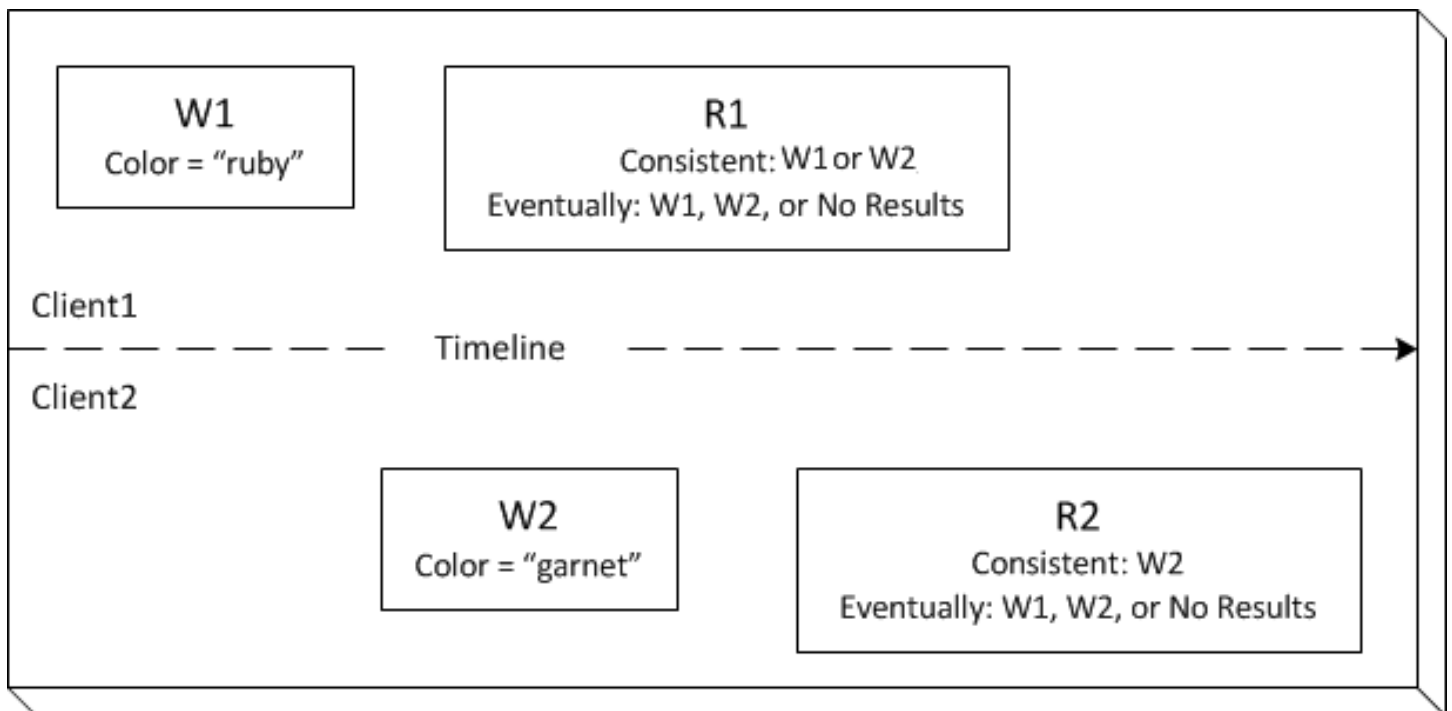 W1
Color = “ruby”
R1
Consistent: W1 or W2
Eventually: W1, W2, or No Results
Client1
Timeline
Client2
W2
Color = “garnet”
R2
Consistent: W2
Eventually: W1, W2, or No Results